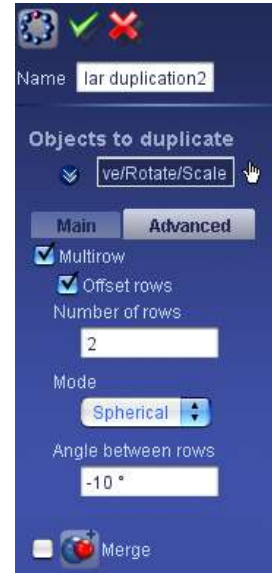 Name lar duplication2
Objects to duplicate
ve/Rotate/Scale
Main Advanced
Multirow
Offset rows
Number of rows
2
Mode
Spherical
Angle between rows
-10 °
Merge